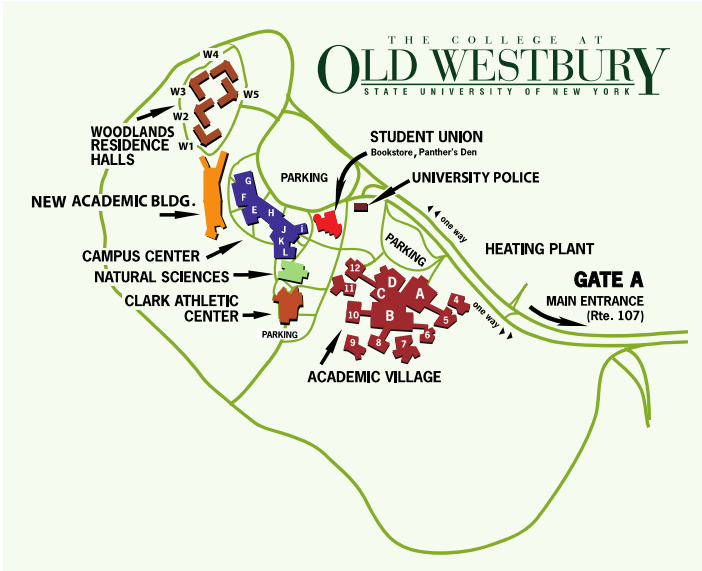 THE COLLEGE AT
OLD WESTBURY
STATE UNIVERSITY OF NEW YORK
W4
W3
W5
W2
W1
WOODLANDS
RESIDENCE
HALLS
STUDENT UNION
Bookstore, Panther's Den
PARKING
UNIVERSITY POLICE
NEW ACADEMIC BLDG.
G
F
E
H
I
J
K
L
one way
PARKING
HEATING PLANT
CAMPUS CENTER
NATURAL SCIENCES
CLARK ATHLETIC
CENTER
PARKING
GATE A
MAIN ENTRANCE
(Rte. 107)
one way
12
D
11
C
A
4
10
B
5
6
9
8
7
ACADEMIC VILLAGE